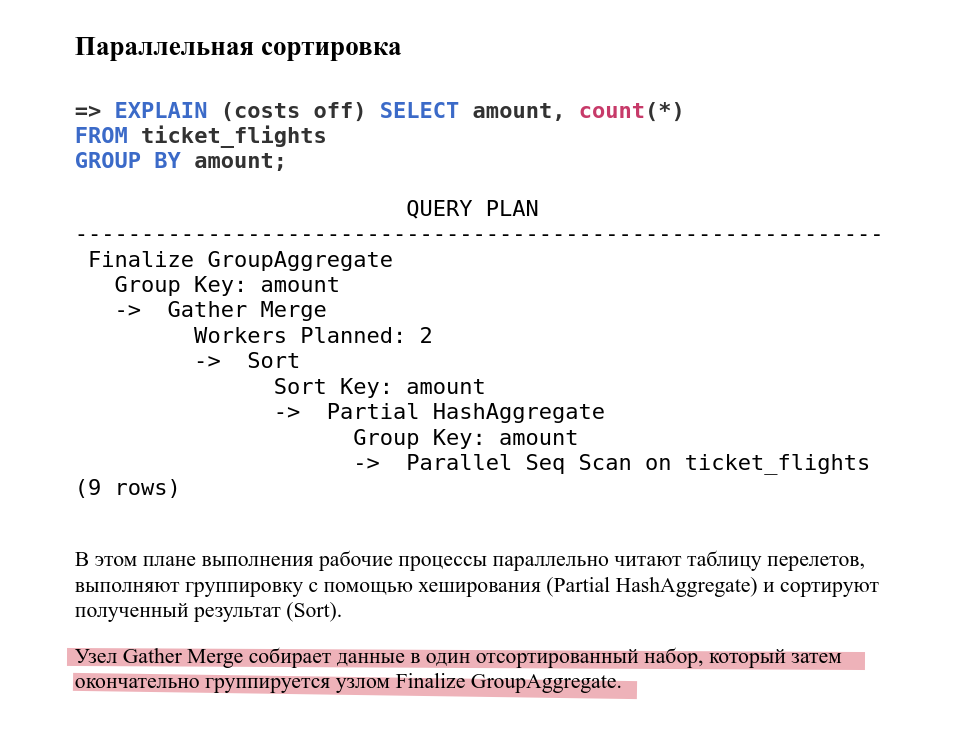 Параллельная сортировка
=> EXPLAIN (costs off) SELECT amount, count(*)
FROM ticket_flights
GROUP BY amount;
QUERY PLAN
-------------------------------------------------------------
Finalize GroupAggregate
Group Key: amount
-> Gather Merge
Workers Planned: 2
-> Sort
Sort Key: amount
-> Partial HashAggregate
Group Key: amount
-> Parallel Seq Scan on ticket_flights
(9 rows)
В этом плане выполнения рабочие процессы параллельно читают таблицу перелетов,
выполняют группировку с помощью хеширования (Partial HashAggregate) и сортируют
полученный результат (Sort).
Узел Gather Merge собирает данные в один отсортированный набор, который затем
окончательно группируется узлом Finalize GroupAggregate.